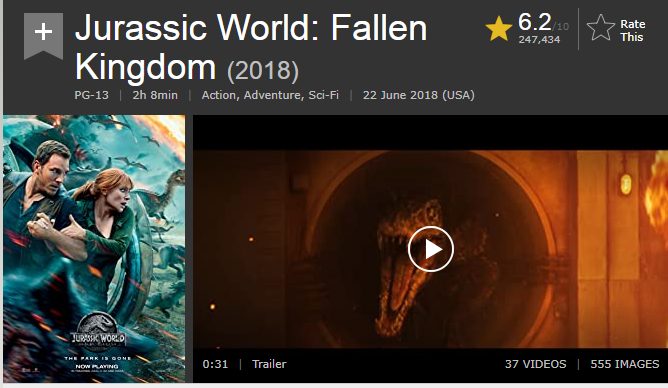 Jurassic World: Fallen
Kingdom (2018)
6.2/10
247,434
Rate
This
PG-13 | 2h 8min | Action, Adventure, Sci-Fi | 22 June 2018 (USA)
JURASSIC WORLD
THE PARK IS GONE
NOW PLAYING
0:31 | Trailer
37 VIDEOS | 555 IMAGES